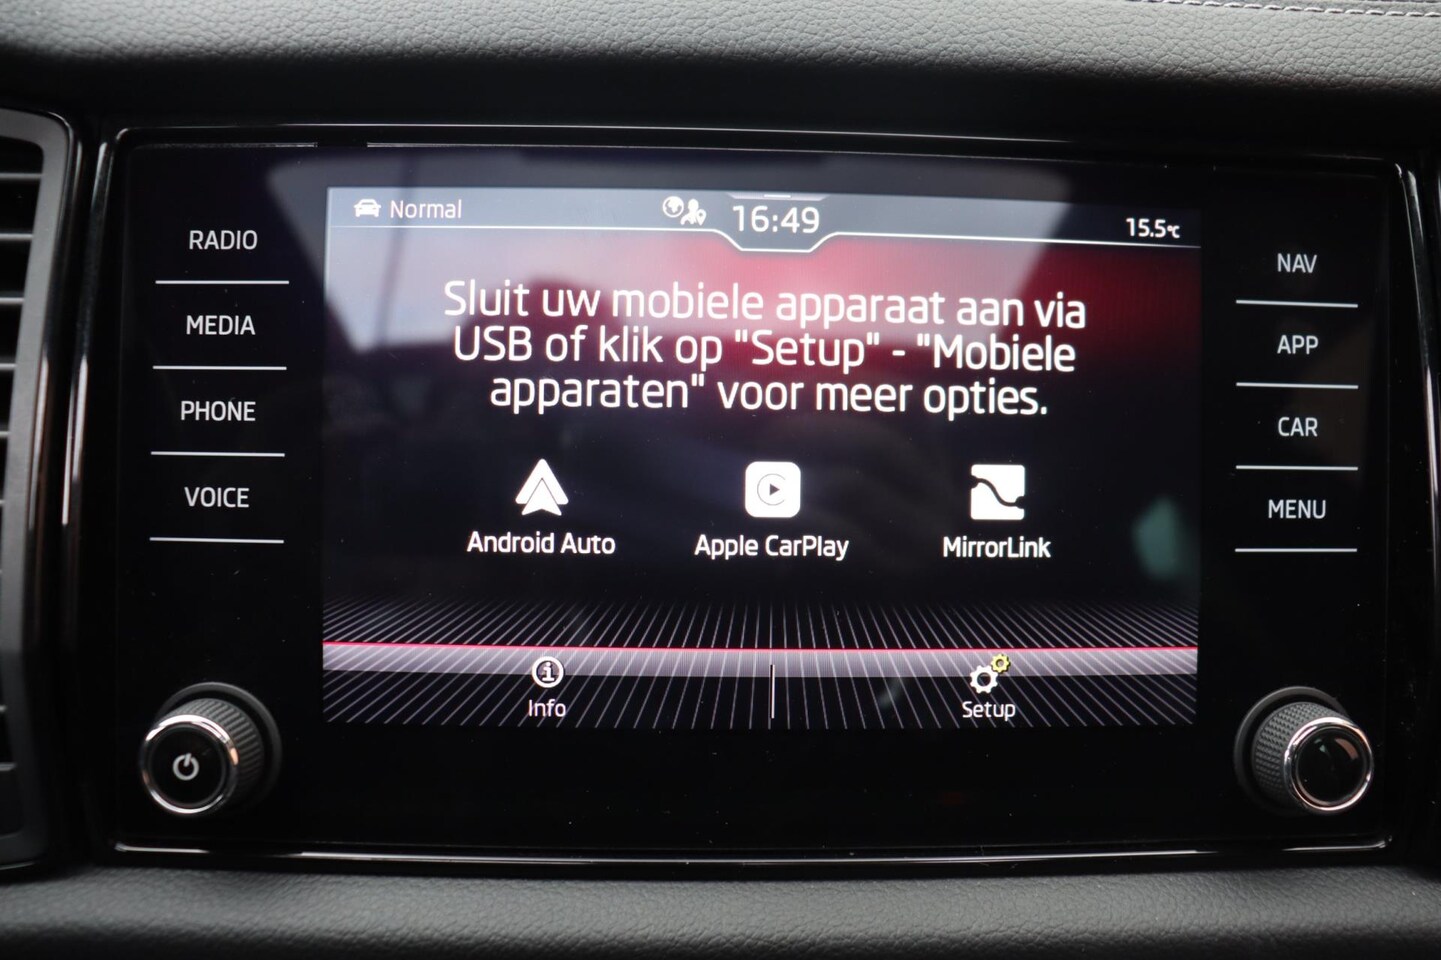 Normal
16:49
15.5°C
RADIO
MEDIA
PHONE
VOICE
Sluit uw mobiele apparaat aan via
USB of klik op "Setup" - "Mobiele
apparaten" voor meer opties.
Android Auto
Apple CarPlay
MirrorLink
Info
Setup
NAV
APP
CAR
MENU